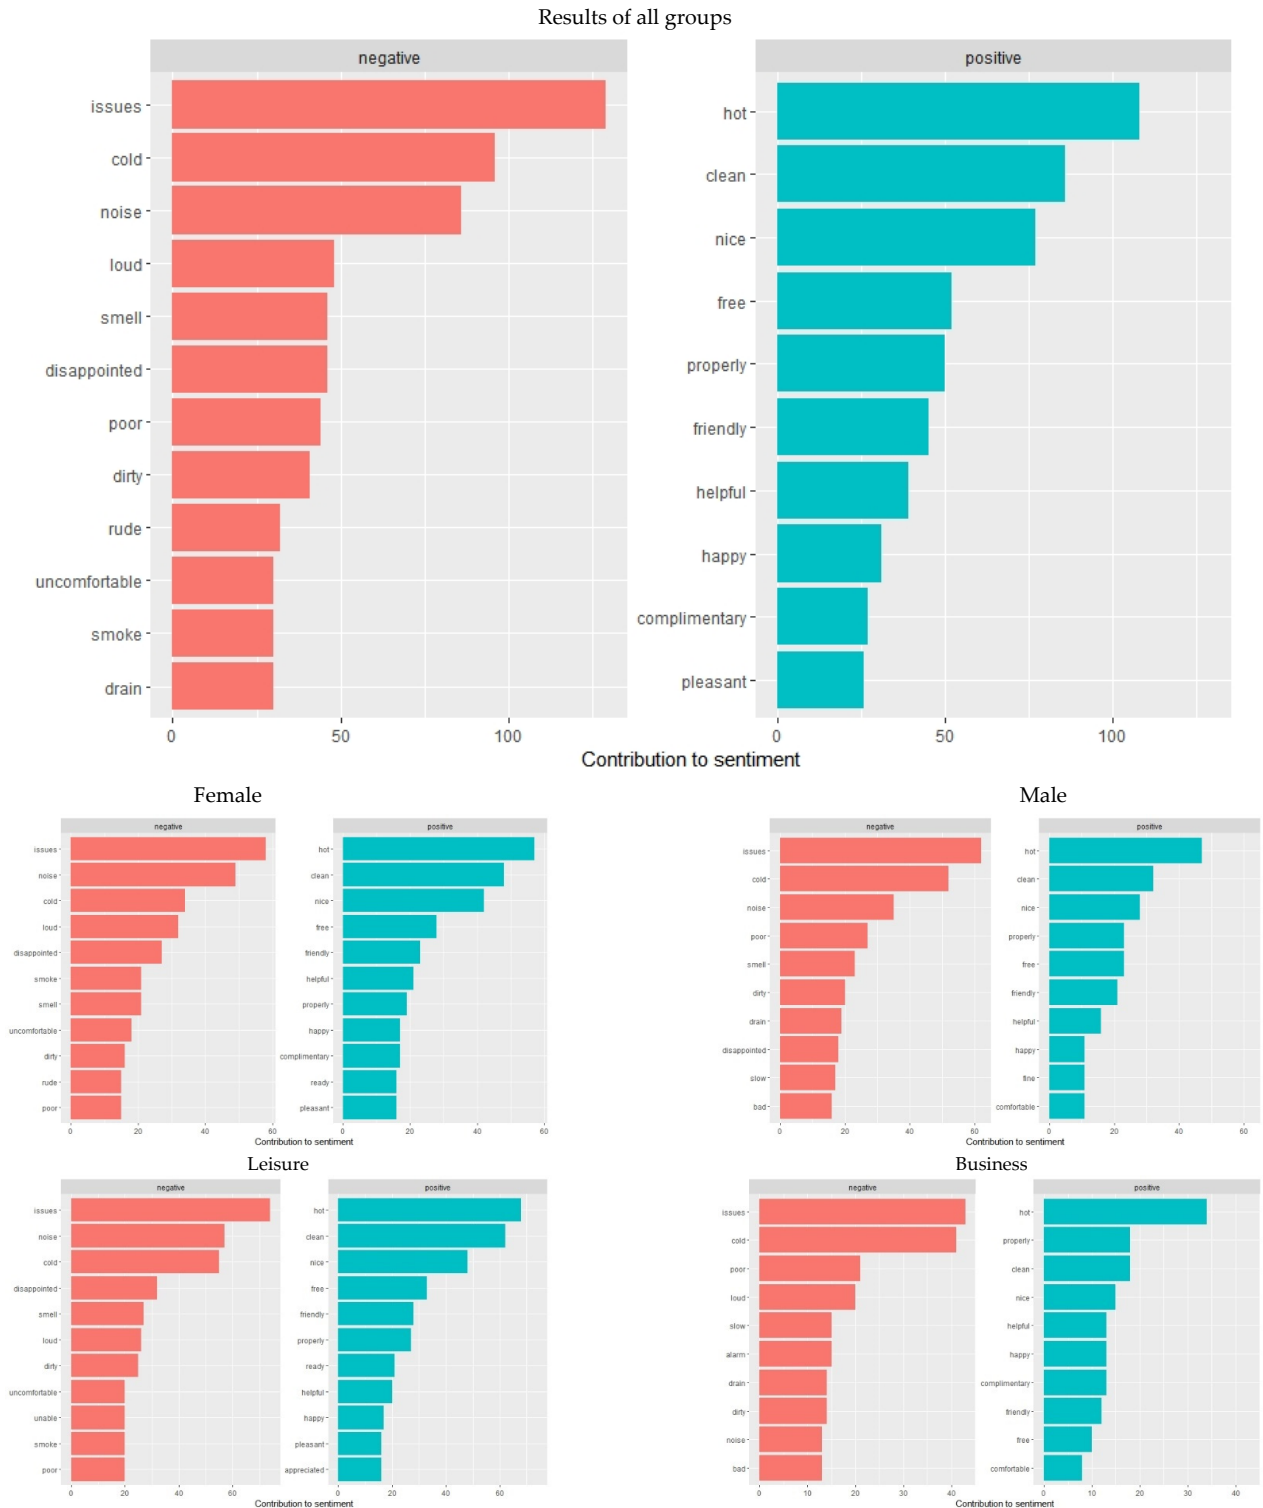 Results of all groups
negative
issues
cold
noise
loud
smell
disappointed
poor
dirty
rude
uncomfortable
smoke
drain
0 50 100
positive
hot
clean
nice
free
properly
friendly
helpful
happy
complimentary
pleasant
0 50 100
Contribution to sentiment
Female
negative
issues
noise
cold
loud
disappointed
smoke
smell
uncomfortable
dirty
rude
poor
0 20 40 60
positive
hot
clean
nice
free
friendly
helpful
properly
happy
complimentary
ready
pleasant
0 20 40 60
Contribution to sentiment
Male
negative
issues
cold
noise
poor
smell
dirty
drain
disappointed
slow
bad
0 20 40 60
positive
hot
clean
nice
properly
free
friendly
helpful
happy
fine
comfortable
0 20 40 60
Contribution to sentiment
Leisure
negative
issues
noise
cold
disappointed
smell
loud
dirty
uncomfortable
unable
smoke
poor
0 20 40 60
positive
hot
clean
nice
free
friendly
properly
ready
helpful
happy
pleasant
appreciated
0 20 40 60
Contribution to sentiment
Business
negative
issues
cold
poor
loud
slow
alarm
drain
dirty
noise
bad
0 10 20 30 40
positive
hot
properly
clean
nice
helpful
happy
complimentary
friendly
free
comfortable
0 10 20 30 40
Contribution to sentiment